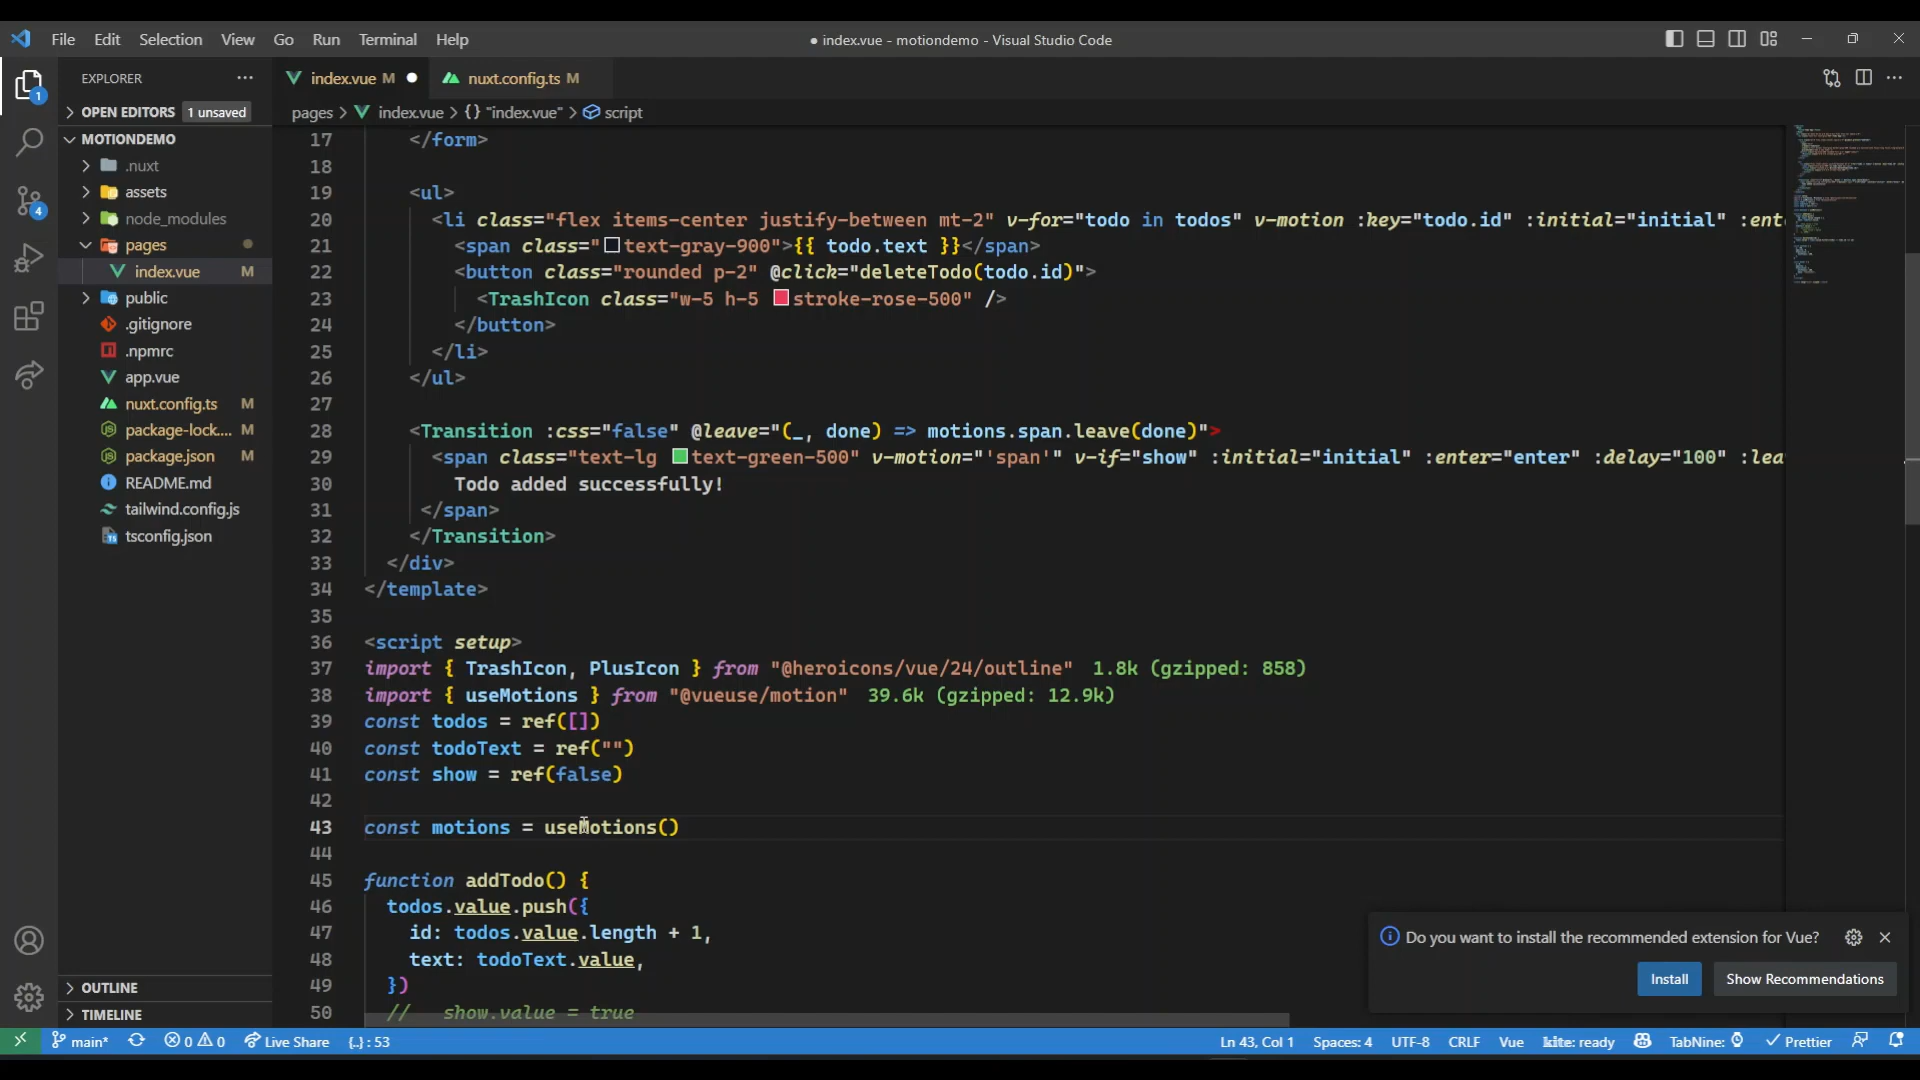 File Edit Selection View Go Run Terminal Help
● index.vue - motiondemo - Visual Studio Code
EXPLORER
index.vue M
nuxt.config.ts M
OPEN EDITORS 1 unsaved
pages > index.vue > {} "index.vue" > script
MOTIONDEMO
.nuxt
assets
node_modules
pages
index.vue M
public
.gitignore
.npmrc
app.vue
nuxt.config.ts M
package-lock.... M
package.json M
README.md
tailwind.config.js
tsconfig.json
OUTLINE
TIMELINE
1
4
17 </form>
18
19 <ul>
20 <li class="flex items-center justify-between mt-2" v-for="todo in todos" v-motion :key="todo.id" :initial="initial" :ent
21 <span class="text-gray-900">{{ todo.text }}</span>
22 <button class="rounded p-2" @click="deleteTodo(todo.id)">
23 <TrashIcon class="w-5 h-5 stroke-rose-500" />
24 </button>
25 </li>
26 </ul>
27
28 <Transition :css="false" @leave="(_, done) => motions.span.leave(done)">
29 <span class="text-lg text-green-500" v-motion="'span'" v-if="show" :initial="initial" :enter="enter" :delay="100" :lea
30 Todo added successfully!
31 </span>
32 </Transition>
33 </div>
34 </template>
35
36 <script setup>
37 import { TrashIcon, PlusIcon } from "@heroicons/vue/24/outline" 1.8k (gzipped: 858)
38 import { useMotions } from "@vueuse/motion" 39.6k (gzipped: 12.9k)
39 const todos = ref([])
40 const todoText = ref("")
41 const show = ref(false)
42
43 const motions = useMotions()
44
45 function addTodo() {
46 todos.value.push({
47 id: todos.value.length + 1,
48 text: todoText.value,
49 })
50 // show.value = true
Do you want to install the recommended extension for Vue?
Install
Show Recommendations
main* 0 0 Live Share {..} : 53
Ln 43, Col 1 Spaces: 4 UTF-8 CRLF Vue kite: ready TabNine: Prettier